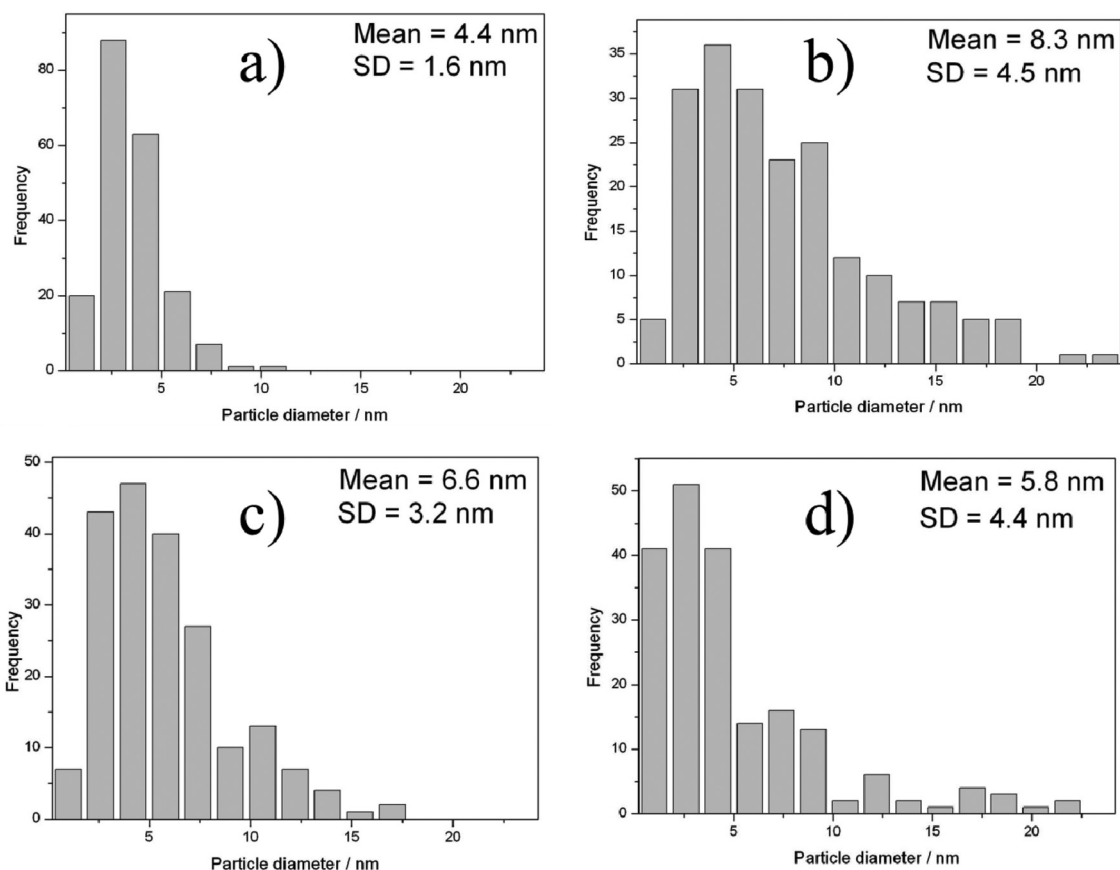 a)
Mean = 4.4 nm
SD = 1.6 nm
Frequency
80
60
40
20
0
5
10
15
20
Particle diameter / nm
b)
Mean = 8.3 nm
SD = 4.5 nm
Frequency
35
30
25
20
15
10
5
0
5
10
15
20
Particle diameter / nm
c)
Mean = 6.6 nm
SD = 3.2 nm
Frequency
50
40
30
20
10
0
5
10
15
20
Particle diameter / nm
d)
Mean = 5.8 nm
SD = 4.4 nm
Frequency
50
40
30
20
10
0
5
10
15
20
Particle diameter / nm